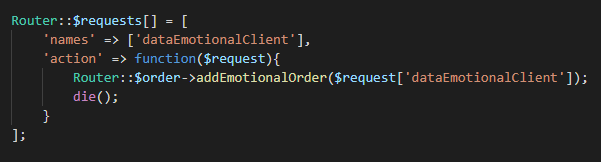 Router::$requests[] = [
    'names' => ['dataEmotionalClient'],
    'action' => function($request){
        Router::$order->addEmotionalOrder($request['dataEmotionalClient']);
        die();
    }
];